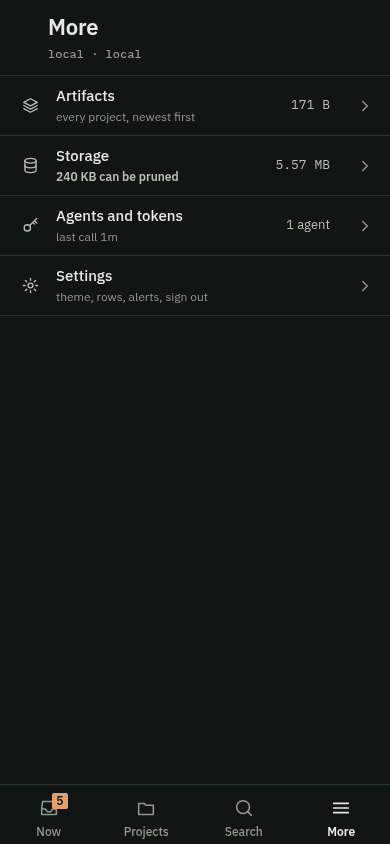 More
local · local
Artifacts
every project, newest first
171 B
Storage
240 KB can be pruned
5.57 MB
Agents and tokens
last call 1m
1 agent
Settings
theme, rows, alerts, sign out
5
Now
Projects
Search
More